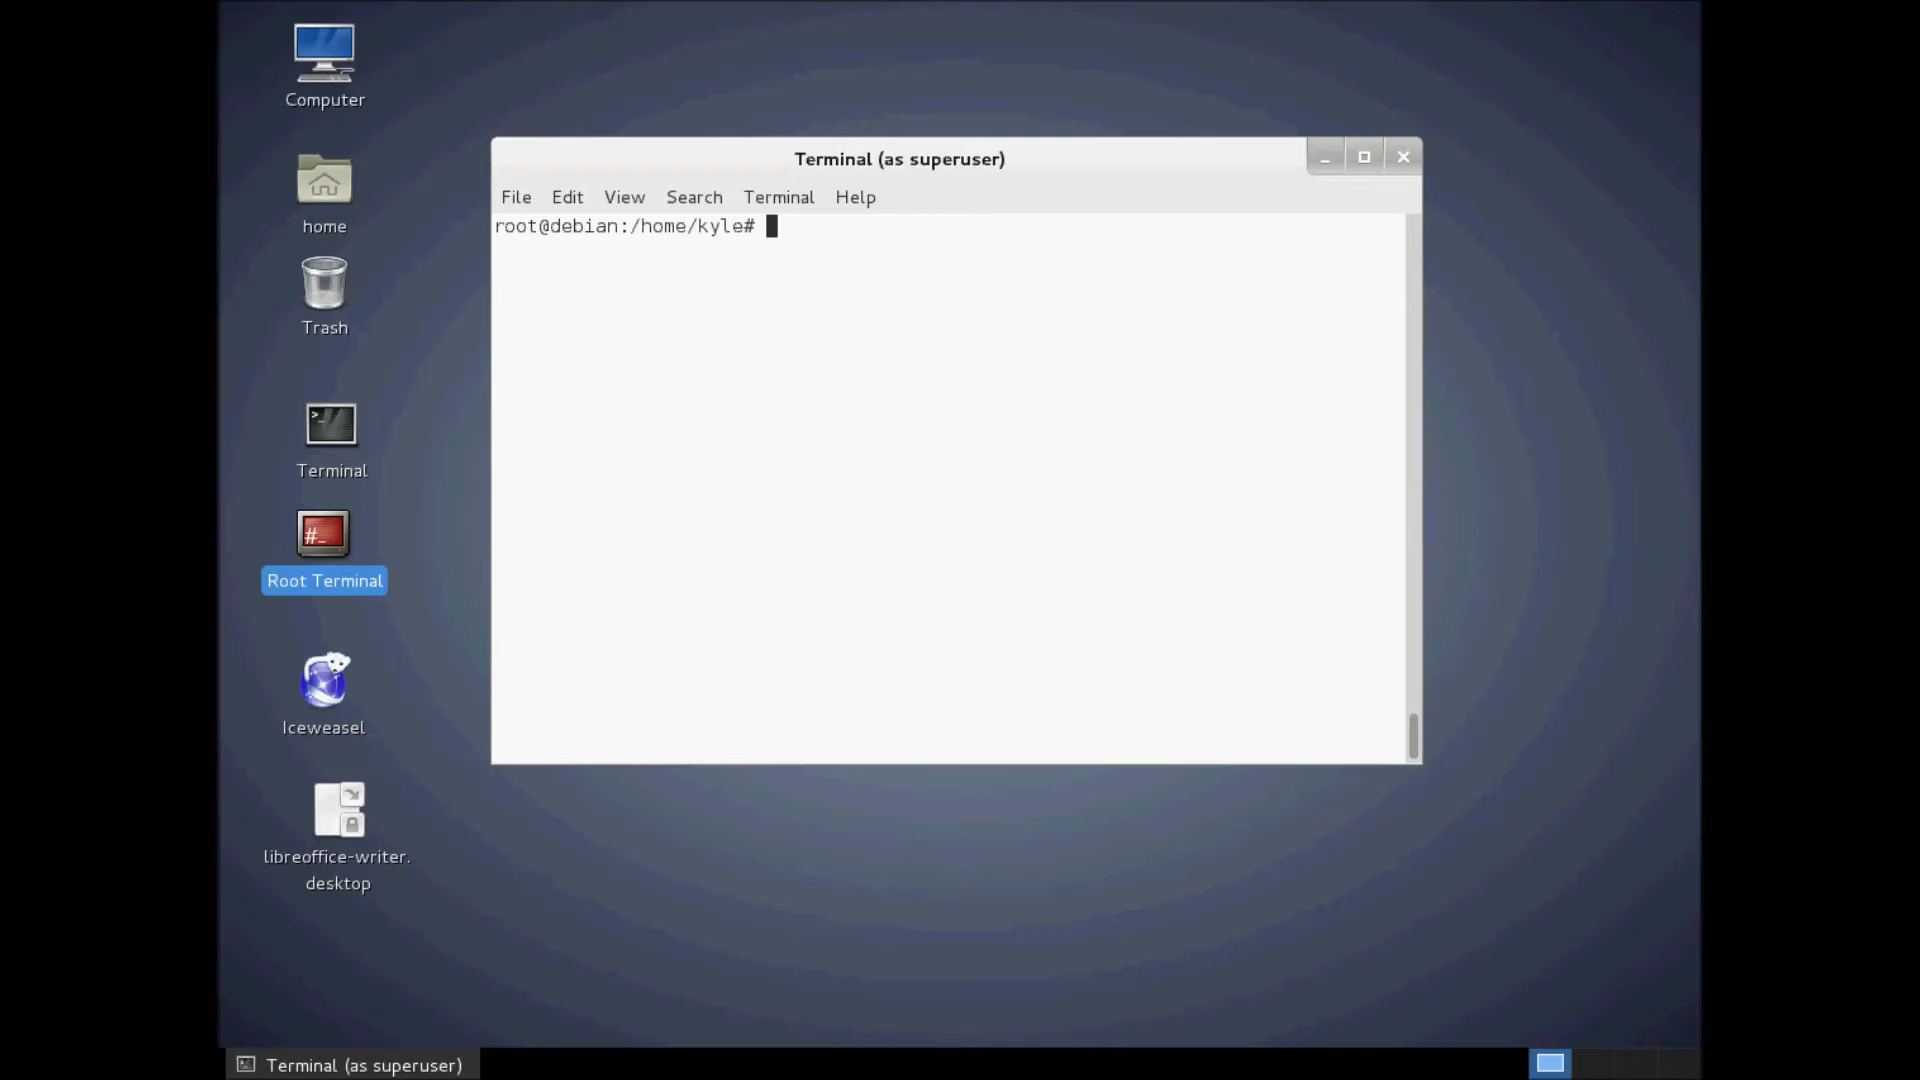 Computer
home
Trash
Terminal
Root Terminal
Iceweasel
libreoffice-writer.
desktop
Terminal (as superuser)
File Edit View Search Terminal Help
root@debian:/home/kyle#
Terminal (as superuser)